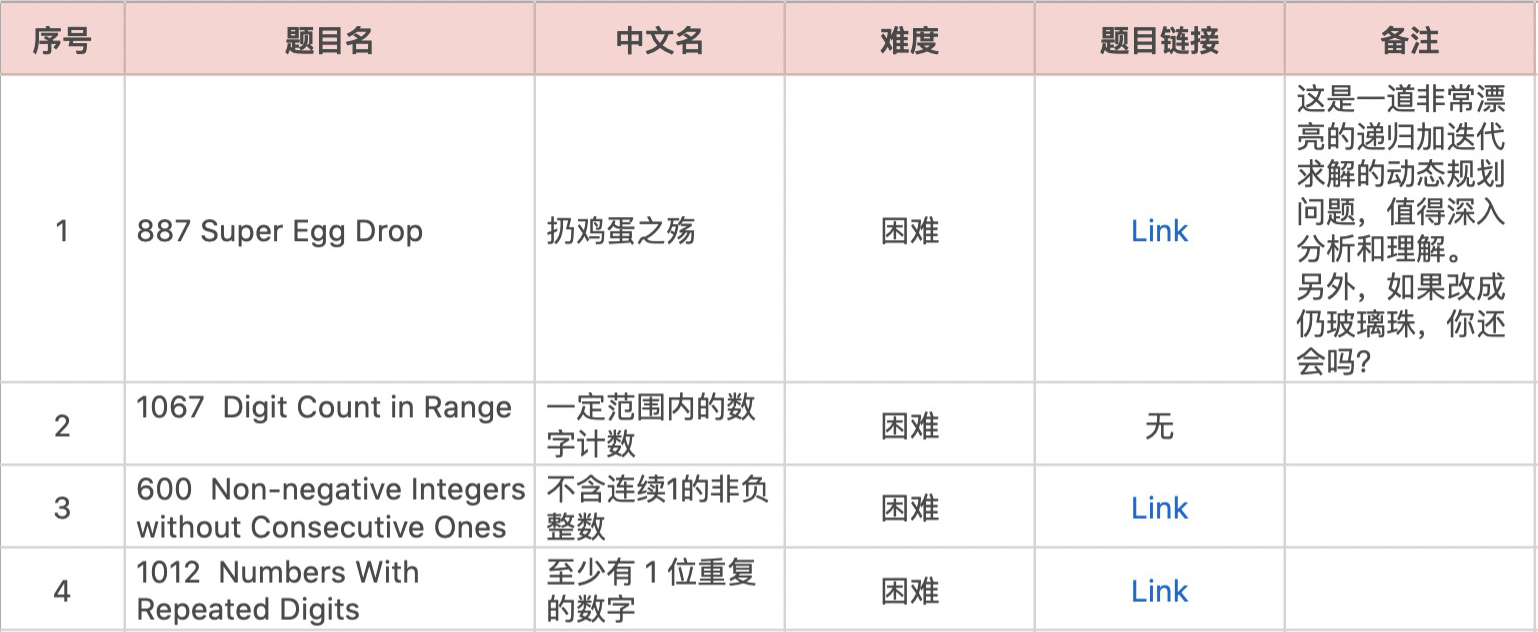 序号 题目名 中文名 难度 题目链接 备注
1 887 Super Egg Drop 扔鸡蛋之殇 困难 Link
这是一道非常漂
亮的递归加迭代
求解的动态规划
问题，值得深入
分析和理解。
另外，如果改成
仍玻璃珠，你还
会吗？
2 1067 Digit Count in Range 一定范围内的数
字计数 困难 无
3 600 Non-negative Integers
without Consecutive Ones 不含连续1的非负
整数 困难 Link
4 1012 Numbers With
Repeated Digits 至少有 1 位重复
的数字 困难 Link